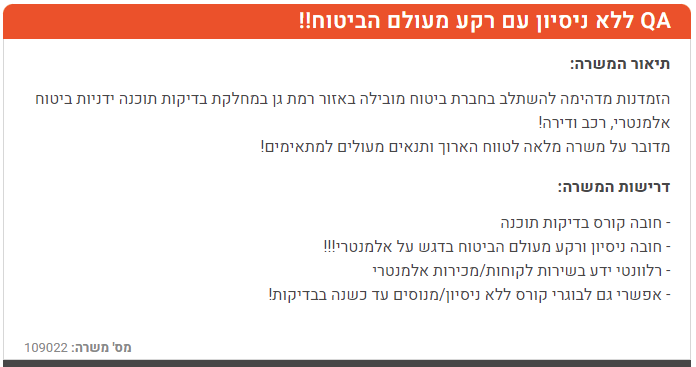 QA ללא ניסיון עם רקע מעולם הביטוח!!
תיאור המשרה:
הזמדנות מדהימה להשתלב בחברת ביטוח מובילה באזור רמת גן במחלקת בדיקות תוכנה ידניות ביטוח
אלמנטרי, רכב ודירה!
מדובר על משרה מלאה לטווח הארוך ותנאים מעולים למתאימים!
דרישות המשרה:
- חובה קורס בדיקות תוכנה
- חובה ניסיון ורקע מעולם הביטוח בדגש על אלמנטרי!!!
- רלוונטי ידע בשירות לקוחות/מכירות אלמנטרי
- אפשרי גם לבוגרי קורס ללא ניסיון/מנוסים עד כשנה בבדיקות!
מס' משרה: 109022